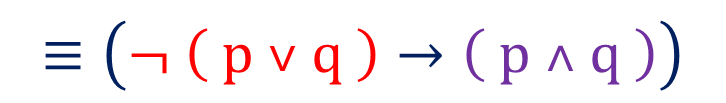 ≡ (¬ ( p ∨ q ) → ( p ∧ q ))